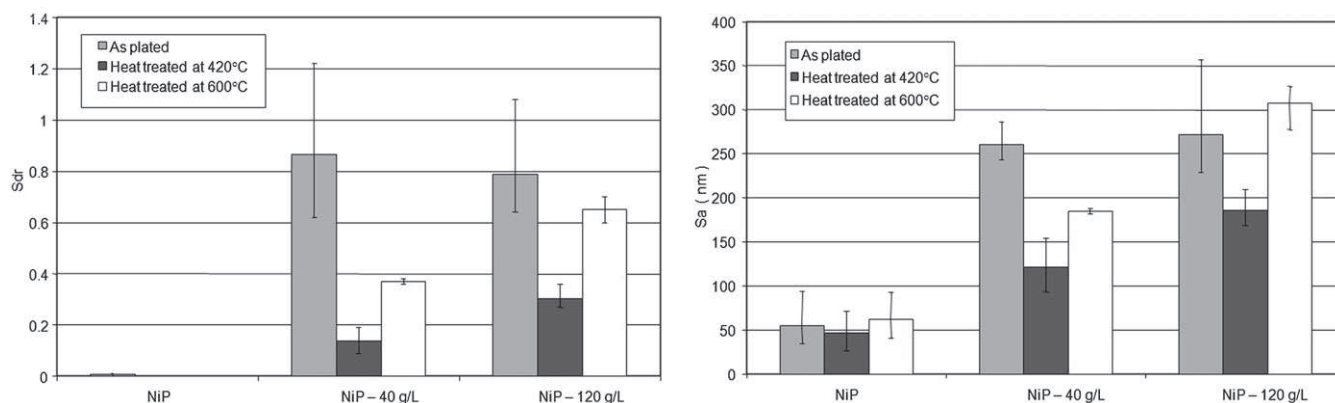 1.4
1.2
1
0.8
0.6
0.4
0.2
0
Sdr
As plated
Heat treated at 420°C
Heat treated at 600°C
NiP
NiP – 40 g/L
NiP – 120 g/L
400
350
300
250
200
150
100
50
0
Sa ( nm )
As plated
Heat treated at 420°C
Heat treated at 600°C
NiP
NiP – 40 g/L
NiP – 120 g/L